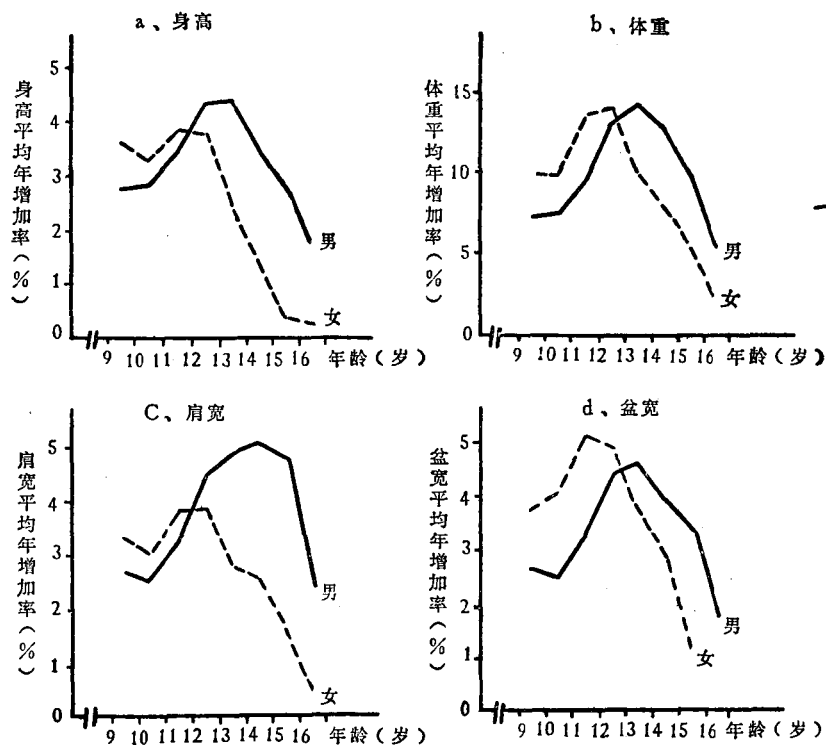 a、身高
身高平均年增加率（%）
5
4
3
2
1
0
男
女
9 10 11 12 13 14 15 16 年龄（岁）
b、体重
体重平均年增加率（%）
15
10
5
0
男
女
9 10 11 12 13 14 15 16 年龄（岁）
C、肩宽
肩宽平均年增加率（%）
5
4
3
2
1
0
男
女
9 10 11 12 13 14 15 16 年龄（岁）
d、盆宽
盆宽平均年增加率（%）
5
4
3
2
1
0
男
女
9 10 11 12 13 14 15 16 年龄（岁）